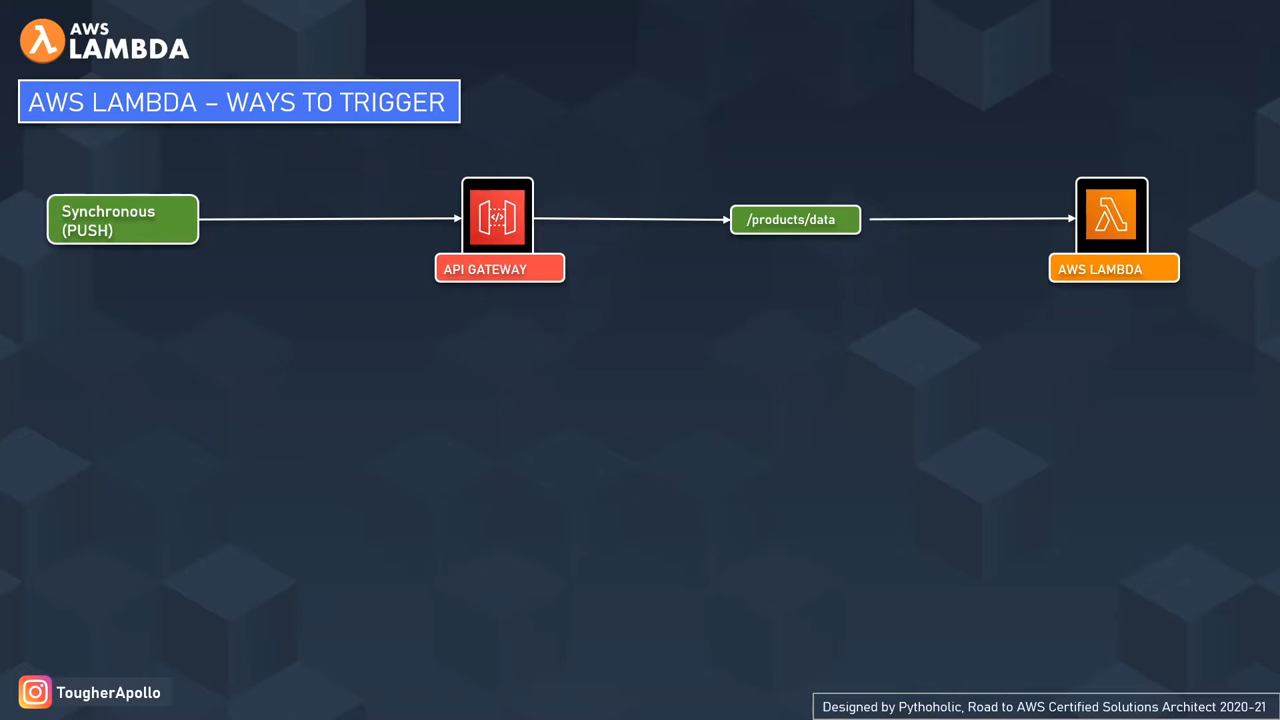 AWS
LAMBDA
AWS LAMBDA – WAYS TO TRIGGER
Synchronous
(PUSH)
API GATEWAY
/products/data
AWS LAMBDA
TougherApollo
Designed by Pythoholic, Road to AWS Certified Solutions Architect 2020-21